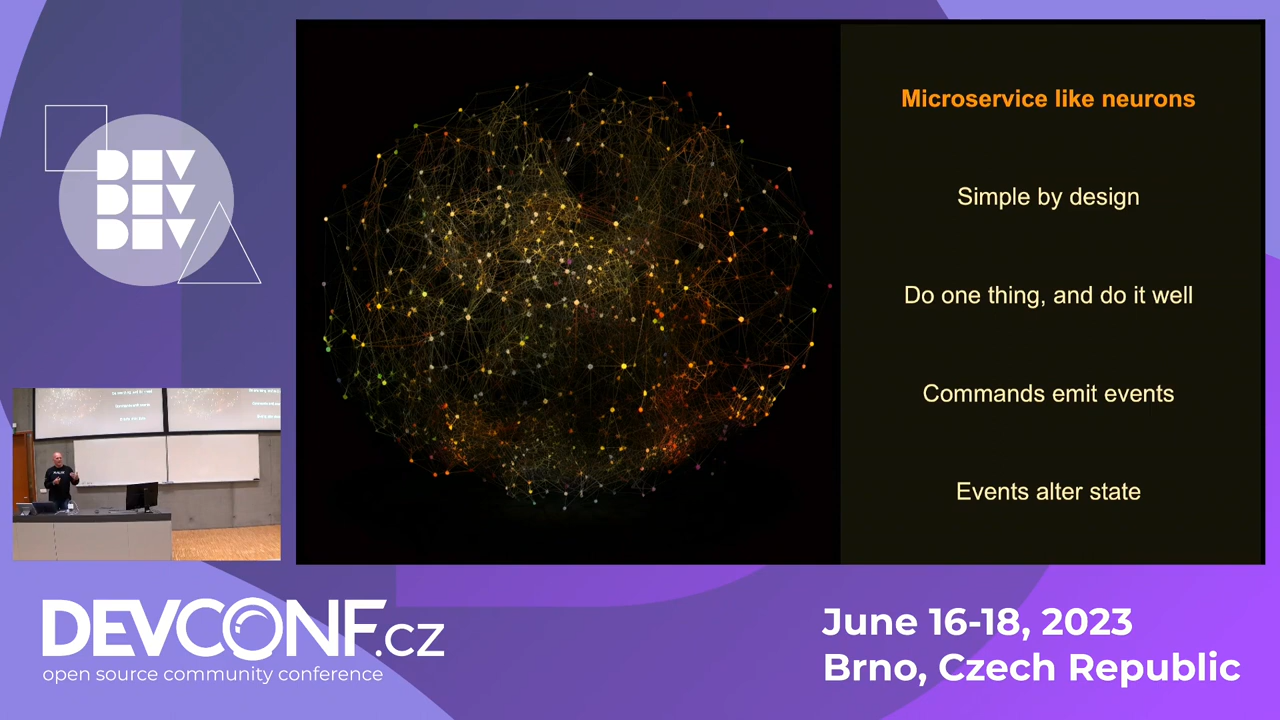 DEV
DEV
DEV
Microservice like neurons
Simple by design
Do one thing, and do it well
Commands emit events
Events alter state
DEVCONF.cz
open source community conference
June 16-18, 2023
Brno, Czech Republic